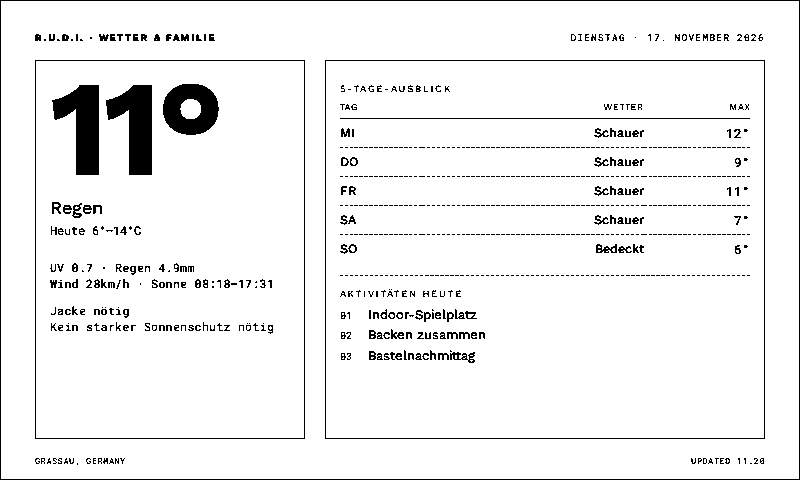 R.U.D.I. · WETTER & FAMILIE
DIENSTAG · 17. NOVEMBER 2026
11°
Regen
Heute 6°–14°C
UV 0.7 · Regen 4.9mm
Wind 28km/h · Sonne 08:18–17:31
Jacke nötig
Kein starker Sonnenschutz nötig
5-TAGE-AUSBLICK
TAG WETTER MAX
MI Schauer 12°
DO Schauer 9°
FR Schauer 11°
SA Schauer 7°
SO Bedeckt 6°
AKTIVITÄTEN HEUTE
01 Indoor-Spielplatz
02 Backen zusammen
03 Bastelnachmittag
GRASSAU, GERMANY
UPDATED 11.20